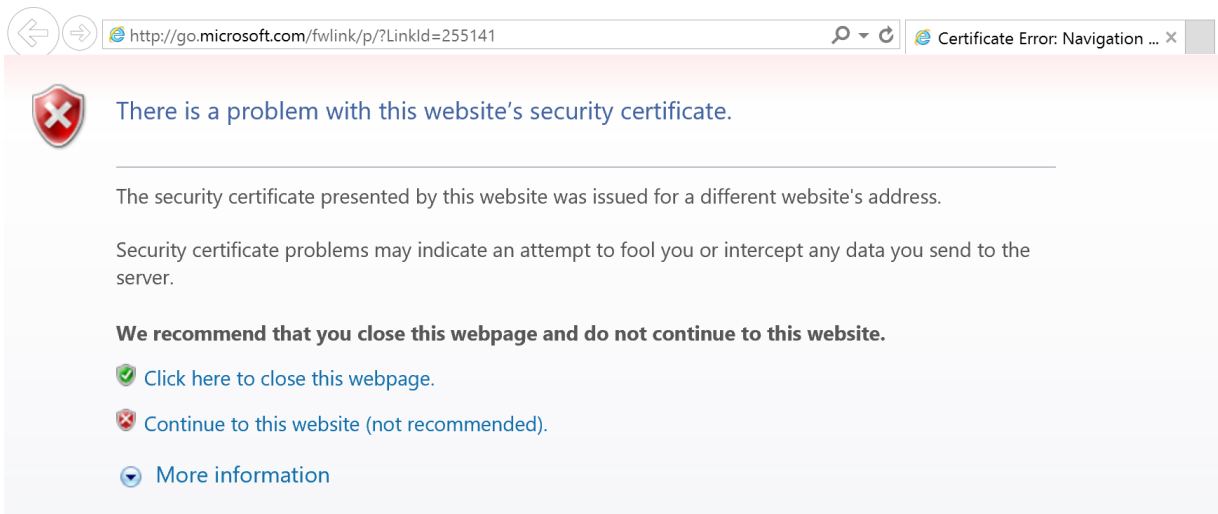 http://go.microsoft.com/fwlink/p/?LinkId=255141
Certificate Error: Navigation ...
There is a problem with this website’s security certificate.
The security certificate presented by this website was issued for a different website's address.
Security certificate problems may indicate an attempt to fool you or intercept any data you send to the
server.
We recommend that you close this webpage and do not continue to this website.
Click here to close this webpage.
Continue to this website (not recommended).
More information